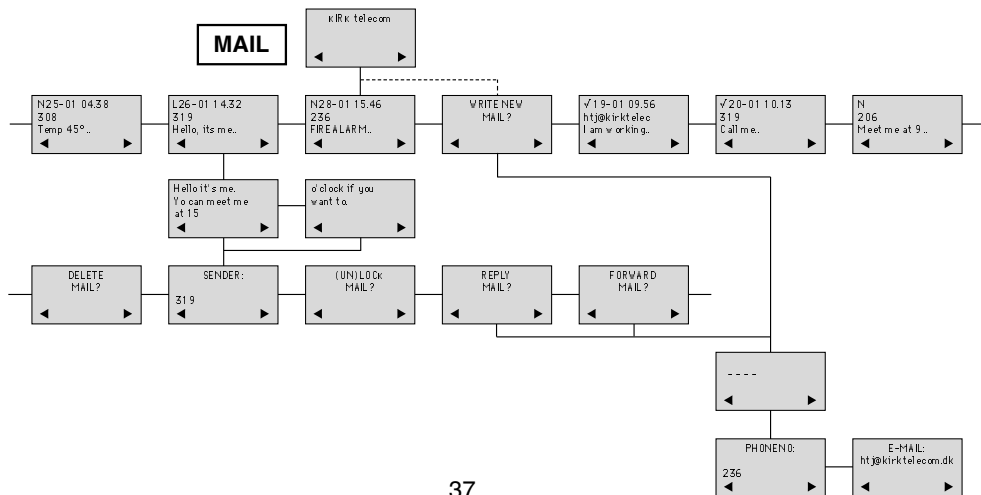 KIRK telecom
MAIL
N25-01 04.38
308
Temp 45°..
L26-01 14.32
319
Hello, its me..
N28-01 15.46
236
FIREALARM..
WRITE NEW
MAIL?
√19-01 09.56
htj@kirktelec
I am working..
√20-01 10.13
319
Call me..
N
206
Meet me at 9..
Hello it's me.
Yo can meet me
at 15
o'clock if you
want to.
DELETE
MAIL?
SENDER:
319
(UN)LOCK
MAIL?
REPLY
MAIL?
FORWARD
MAIL?
----
PHONENO:
236
E-MAIL:
htj@kirktelecom.dk
37